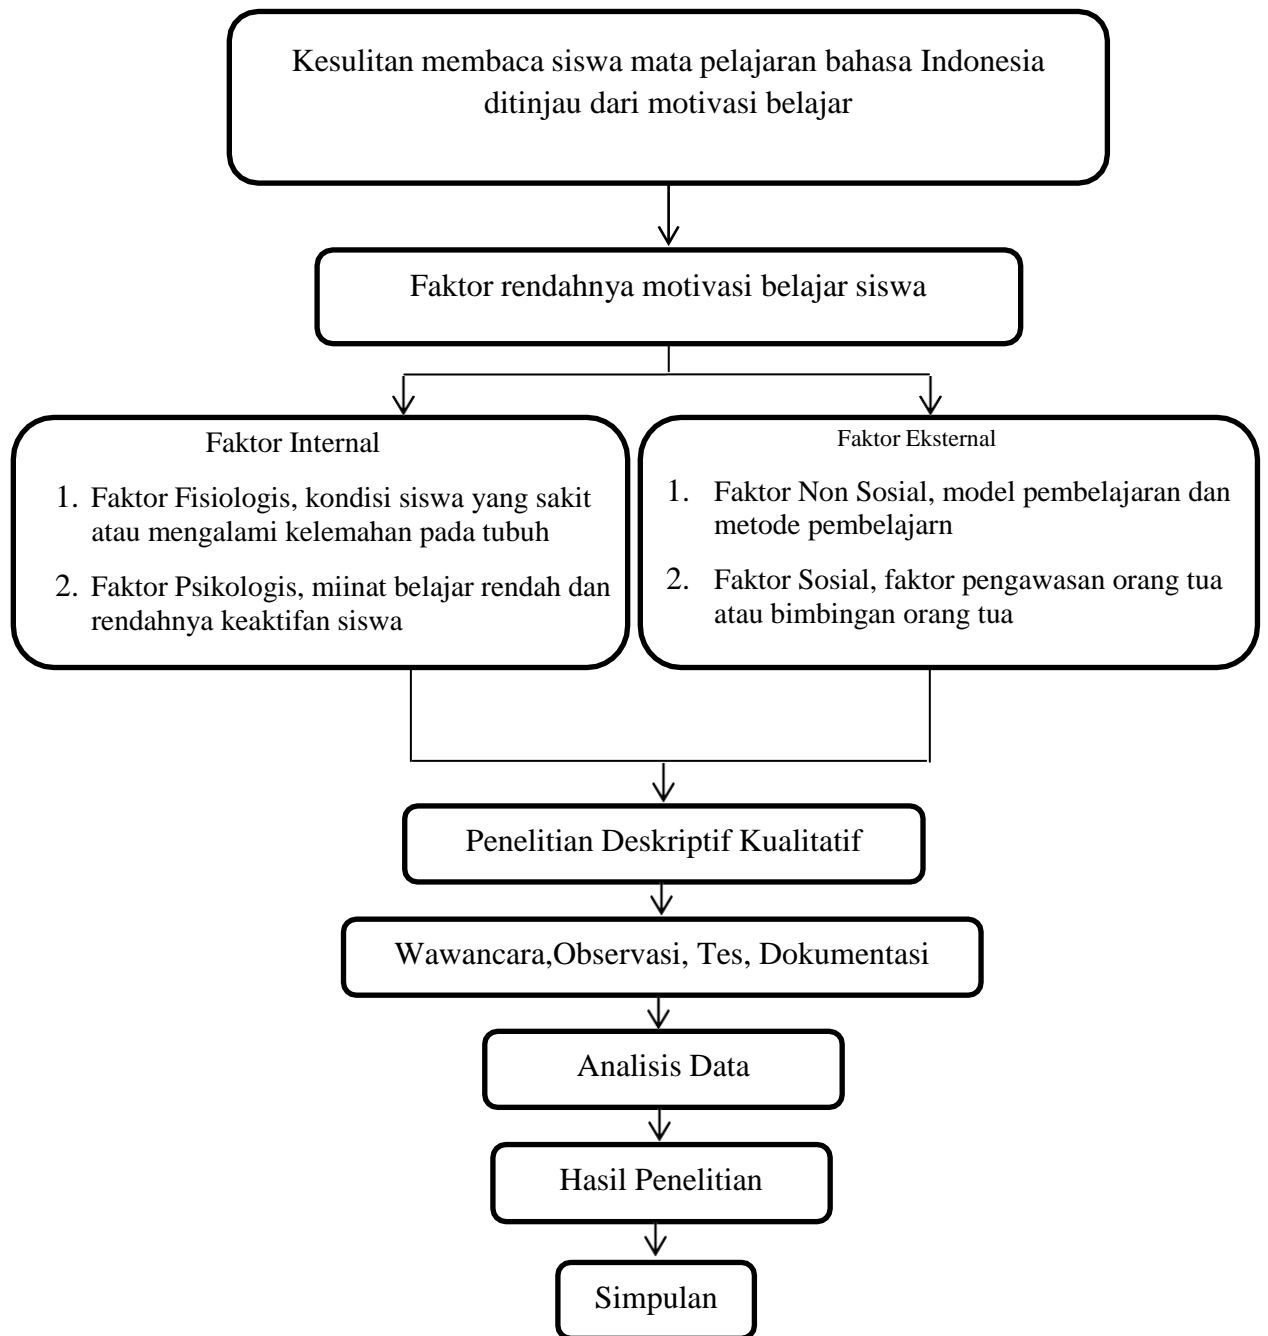 Kesulitan membaca siswa mata pelajaran bahasa Indonesia
ditinjau dari motivasi belajar
Faktor rendahnya motivasi belajar siswa
Faktor Internal
1. Faktor Fisiologis, kondisi siswa yang sakit
atau mengalami kelemahan pada tubuh
2. Faktor Psikologis, miinat belajar rendah dan
rendahnya keaktifan siswa
Faktor Eksternal
1. Faktor Non Sosial, model pembelajaran dan
metode pembelajarn
2. Faktor Sosial, faktor pengawasan orang tua
atau bimbingan orang tua
Penelitian Deskriptif Kualitatif
Wawancara,Observasi, Tes, Dokumentasi
Analisis Data
Hasil Penelitian
Simpulan